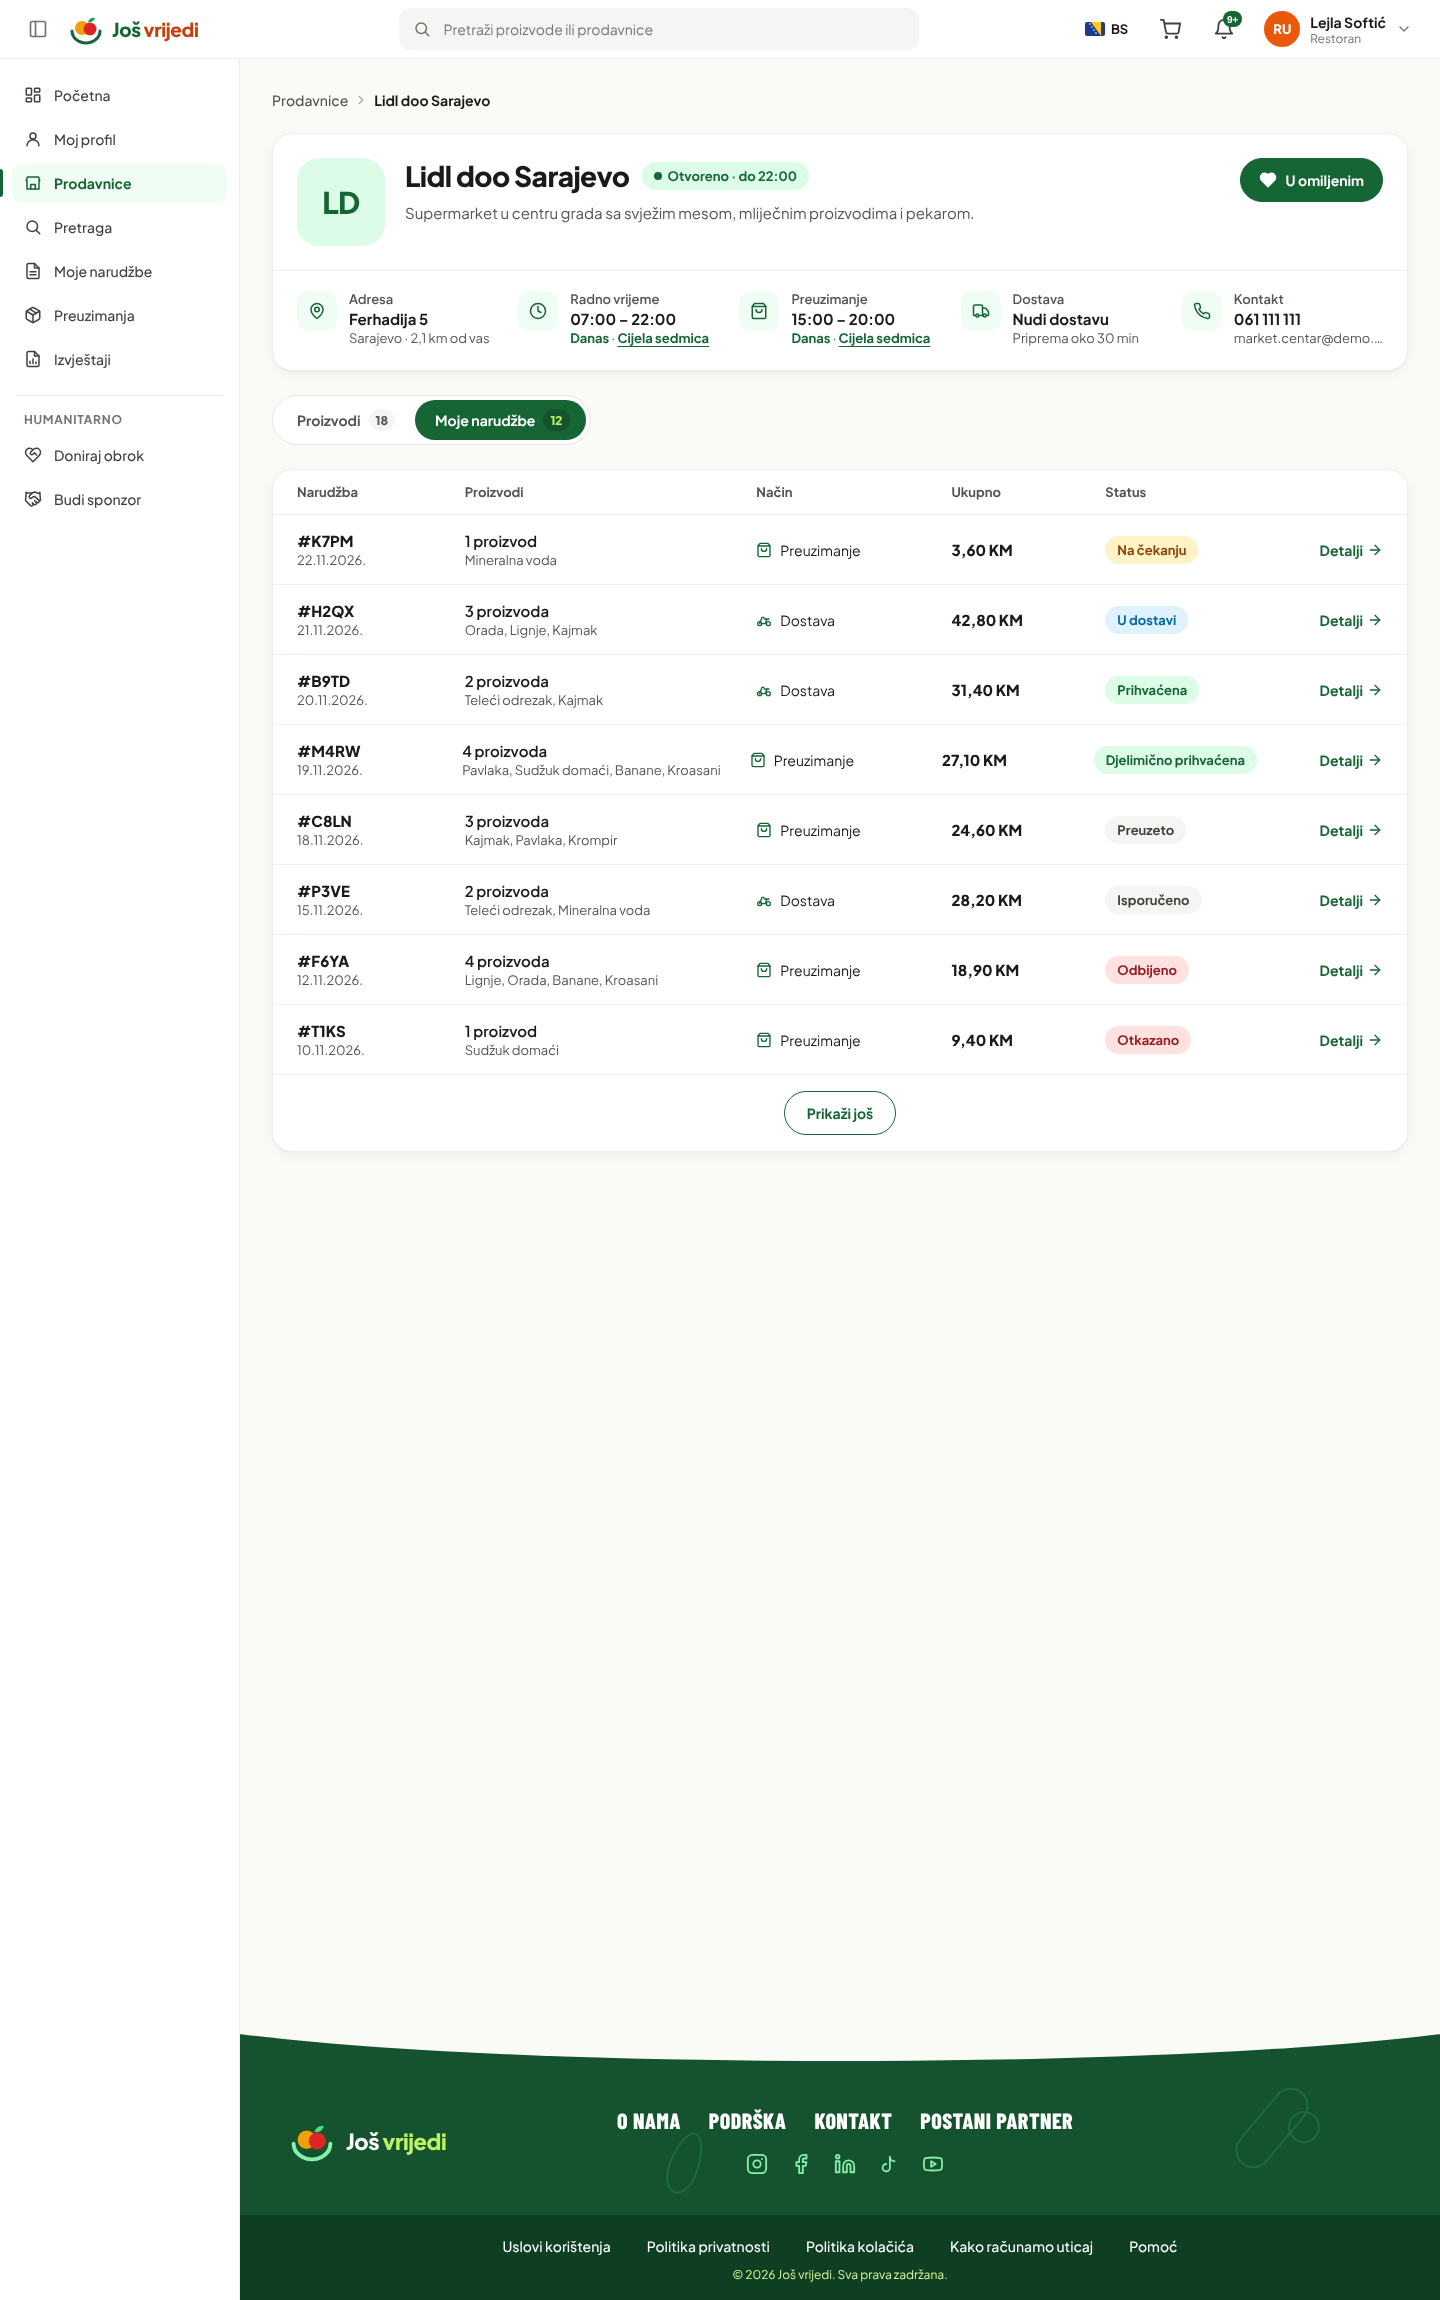 Još vrijedi
Pretraži proizvode ili prodavnice
BS
9+
RU
Lejla Softić
Restoran
Početna
Moj profil
Prodavnice
Pretraga
Moje narudžbe
Preuzimanja
Izvještaji
HUMANITARNO
Doniraj obrok
Budi sponzor
Prodavnice > Lidl doo Sarajevo
LD
Lidl doo Sarajevo
Otvoreno · do 22:00
Supermarket u centru grada sa svježim mesom, mliječnim proizvodima i pekarom.
U omiljenim
Adresa
Ferhadija 5
Sarajevo · 2,1 km od vas
Radno vrijeme
07:00 – 22:00
Danas · Cijela sedmica
Preuzimanje
15:00 – 20:00
Danas · Cijela sedmica
Dostava
Nudi dostavu
Priprema oko 30 min
Kontakt
061 111 111
market.centar@demo....
Proizvodi 18
Moje narudžbe 12
Narudžba Proizvodi Način Ukupno Status
#K7PM 1 proizvod Preuzimanje 3,60 KM Na čekanju Detalji →
22.11.2026. Mineralna voda
#H2QX 3 proizvoda Dostava 42,80 KM U dostavi Detalji →
21.11.2026. Orada, Lignje, Kajmak
#B9TD 2 proizvoda Dostava 31,40 KM Prihvaćena Detalji →
20.11.2026. Teleći odrezak, Kajmak
#M4RW 4 proizvoda Preuzimanje 27,10 KM Djelimično prihvaćena Detalji →
19.11.2026. Pavlaka, Sudžuk domaći, Banane, Kroasani
#C8LN 3 proizvoda Preuzimanje 24,60 KM Preuzeto Detalji →
18.11.2026. Kajmak, Pavlaka, Krompir
#P3VE 2 proizvoda Dostava 28,20 KM Isporučeno Detalji →
15.11.2026. Teleći odrezak, Mineralna voda
#F6YA 4 proizvoda Preuzimanje 18,90 KM Odbijeno Detalji →
12.11.2026. Lignje, Orada, Banane, Kroasani
#T1KS 1 proizvod Preuzimanje 9,40 KM Otkazano Detalji →
10.11.2026. Sudžuk domaći
Prikaži još
Još vrijedi
O NAMA PODRŠKA KONTAKT POSTANI PARTNER
Uslovi korištenja Politika privatnosti Politika kolačića Kako računamo uticaj Pomoć
© 2026 Još vrijedi. Sva prava zadržana.